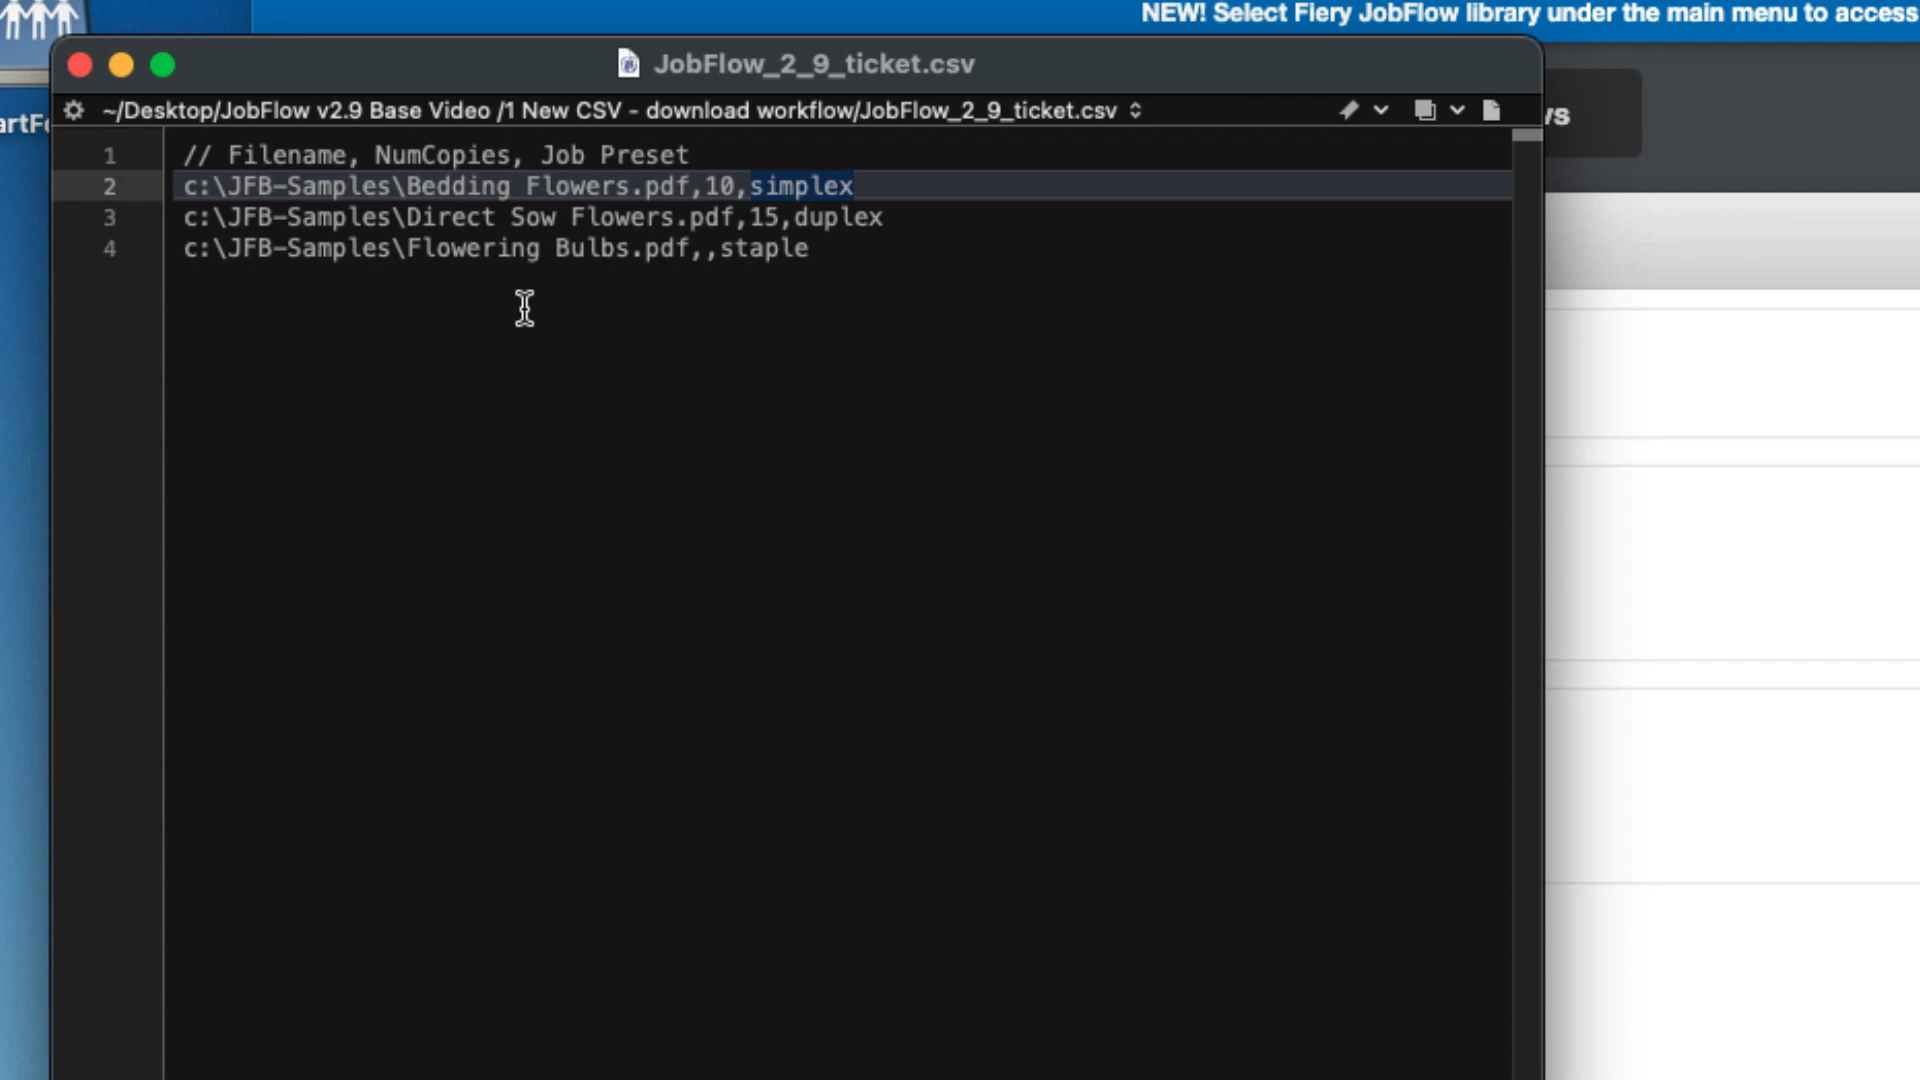 NEW! Select Fiery JobFlow library under the main menu to access
JobFlow_2_9_ticket.csv
artFo
~/Desktop/JobFlow v2.9 Base Video /1 New CSV - download workflow/JobFlow_2_9_ticket.csv
vs
1 // Filename, NumCopies, Job Preset
2 c:\JFB-Samples\Bedding Flowers.pdf,10,simplex
3 c:\JFB-Samples\Direct Sow Flowers.pdf,15,duplex
4 c:\JFB-Samples\Flowering Bulbs.pdf,,staple